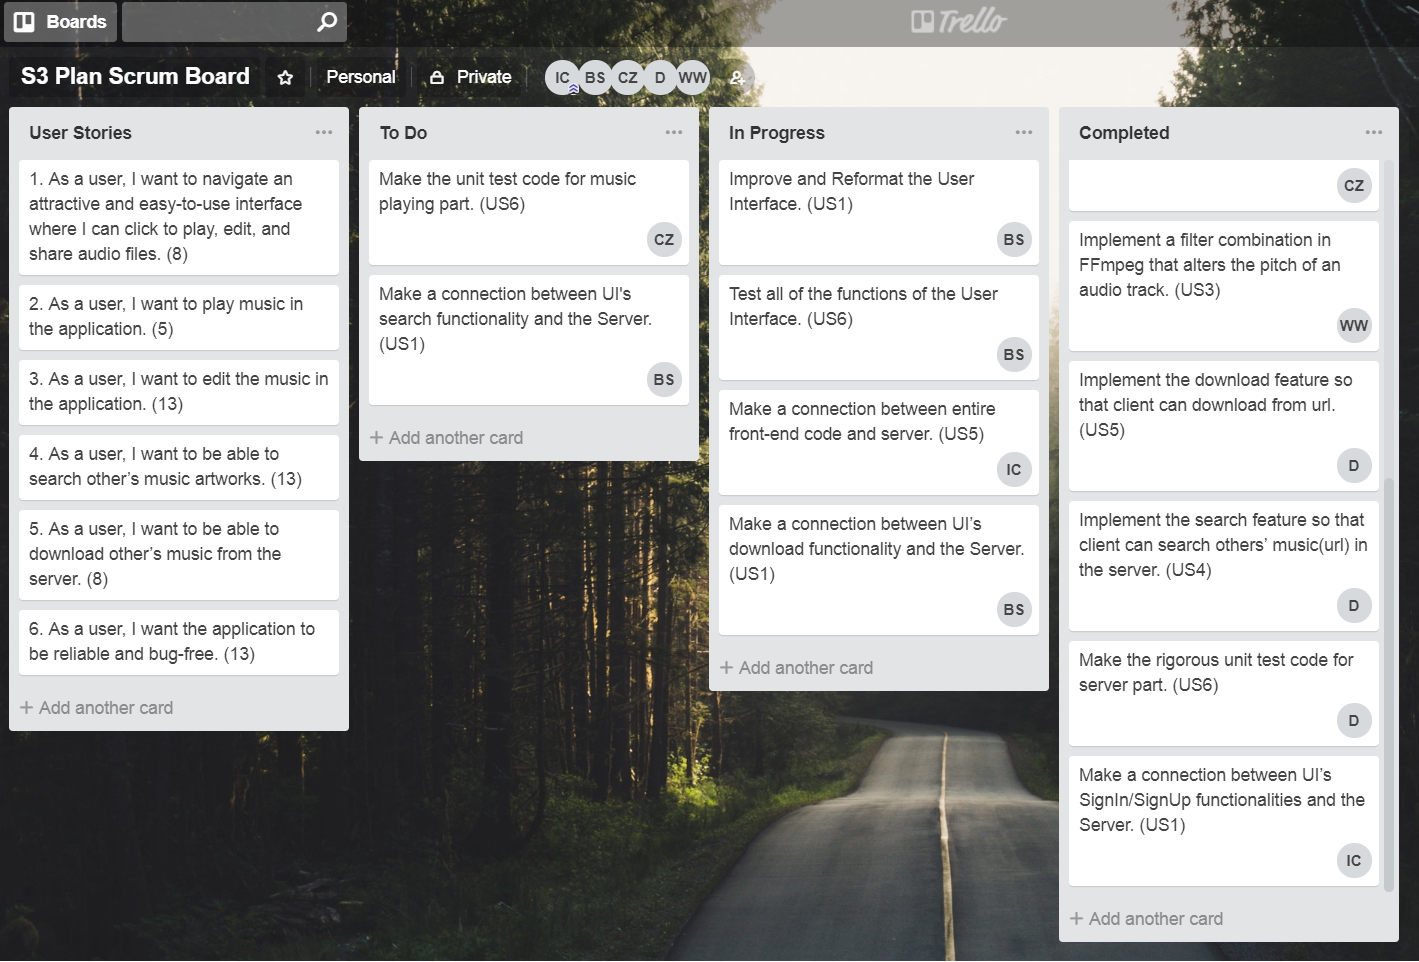 Boards
Trello
S3 Plan Scrum Board
Personal
Private
IC BS CZ D WW
User Stories
1. As a user, I want to navigate an
attractive and easy-to-use interface
where I can click to play, edit, and
share audio files. (8)
2. As a user, I want to play music in
the application. (5)
3. As a user, I want to edit the music in
the application. (13)
4. As a user, I want to be able to
search other’s music artworks. (13)
5. As a user, I want to be able to
download other’s music from the
server. (8)
6. As a user, I want the application to
be reliable and bug-free. (13)
+ Add another card
To Do
Make the unit test code for music
playing part. (US6)
CZ
Make a connection between UI's
search functionality and the Server.
(US1)
BS
+ Add another card
In Progress
Improve and Reformat the User
Interface. (US1)
BS
Test all of the functions of the User
Interface. (US6)
BS
Make a connection between entire
front-end code and server. (US5)
IC
Make a connection between UI’s
download functionality and the Server.
(US1)
BS
+ Add another card
Completed
CZ
Implement a filter combination in
FFmpeg that alters the pitch of an
audio track. (US3)
WW
Implement the download feature so
that client can download from url.
(US5)
D
Implement the search feature so that
client can search others’ music(url) in
the server. (US4)
D
Make the rigorous unit test code for
server part. (US6)
D
Make a connection between UI’s
SignIn/SignUp functionalities and the
Server. (US1)
IC
+ Add another card